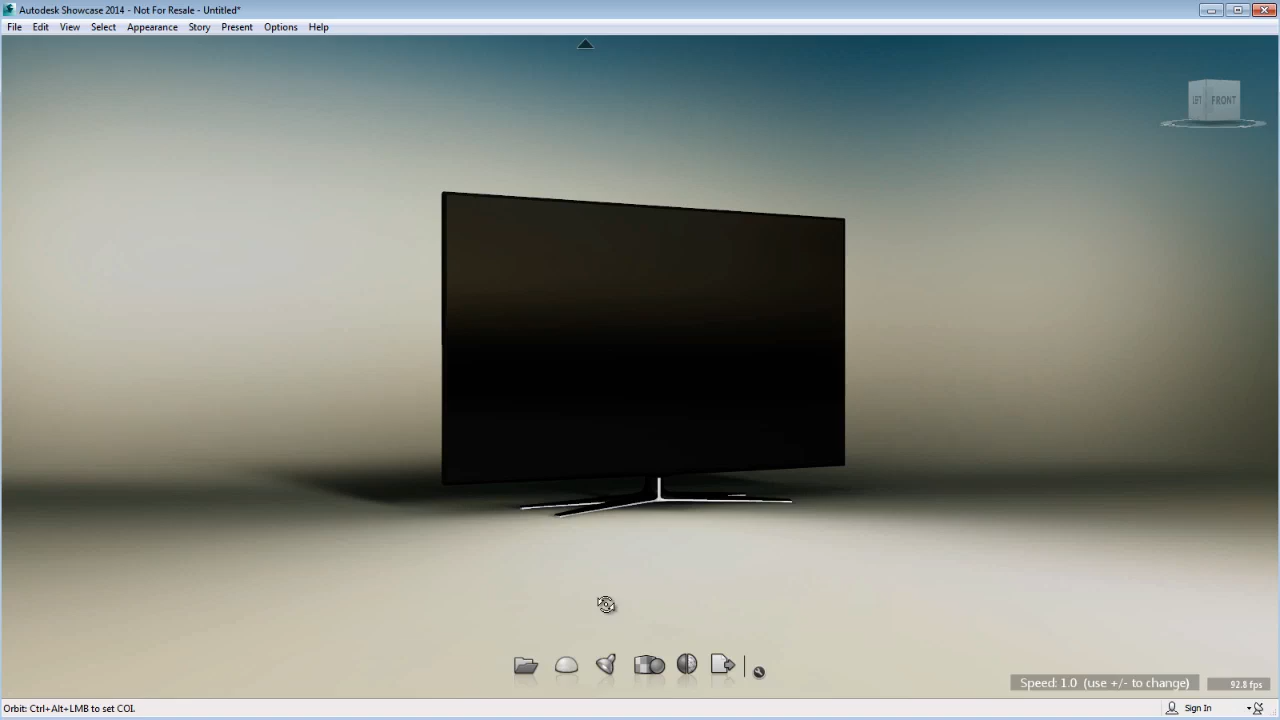 Autodesk Showcase 2014 - Not For Resale - Untitled*
File Edit View Select Appearance Story Present Options Help
LEFT FRONT
Speed: 1.0 (use +/- to change) 92.8 fps
Orbit: Ctrl+Alt+LMB to set COI. Sign In